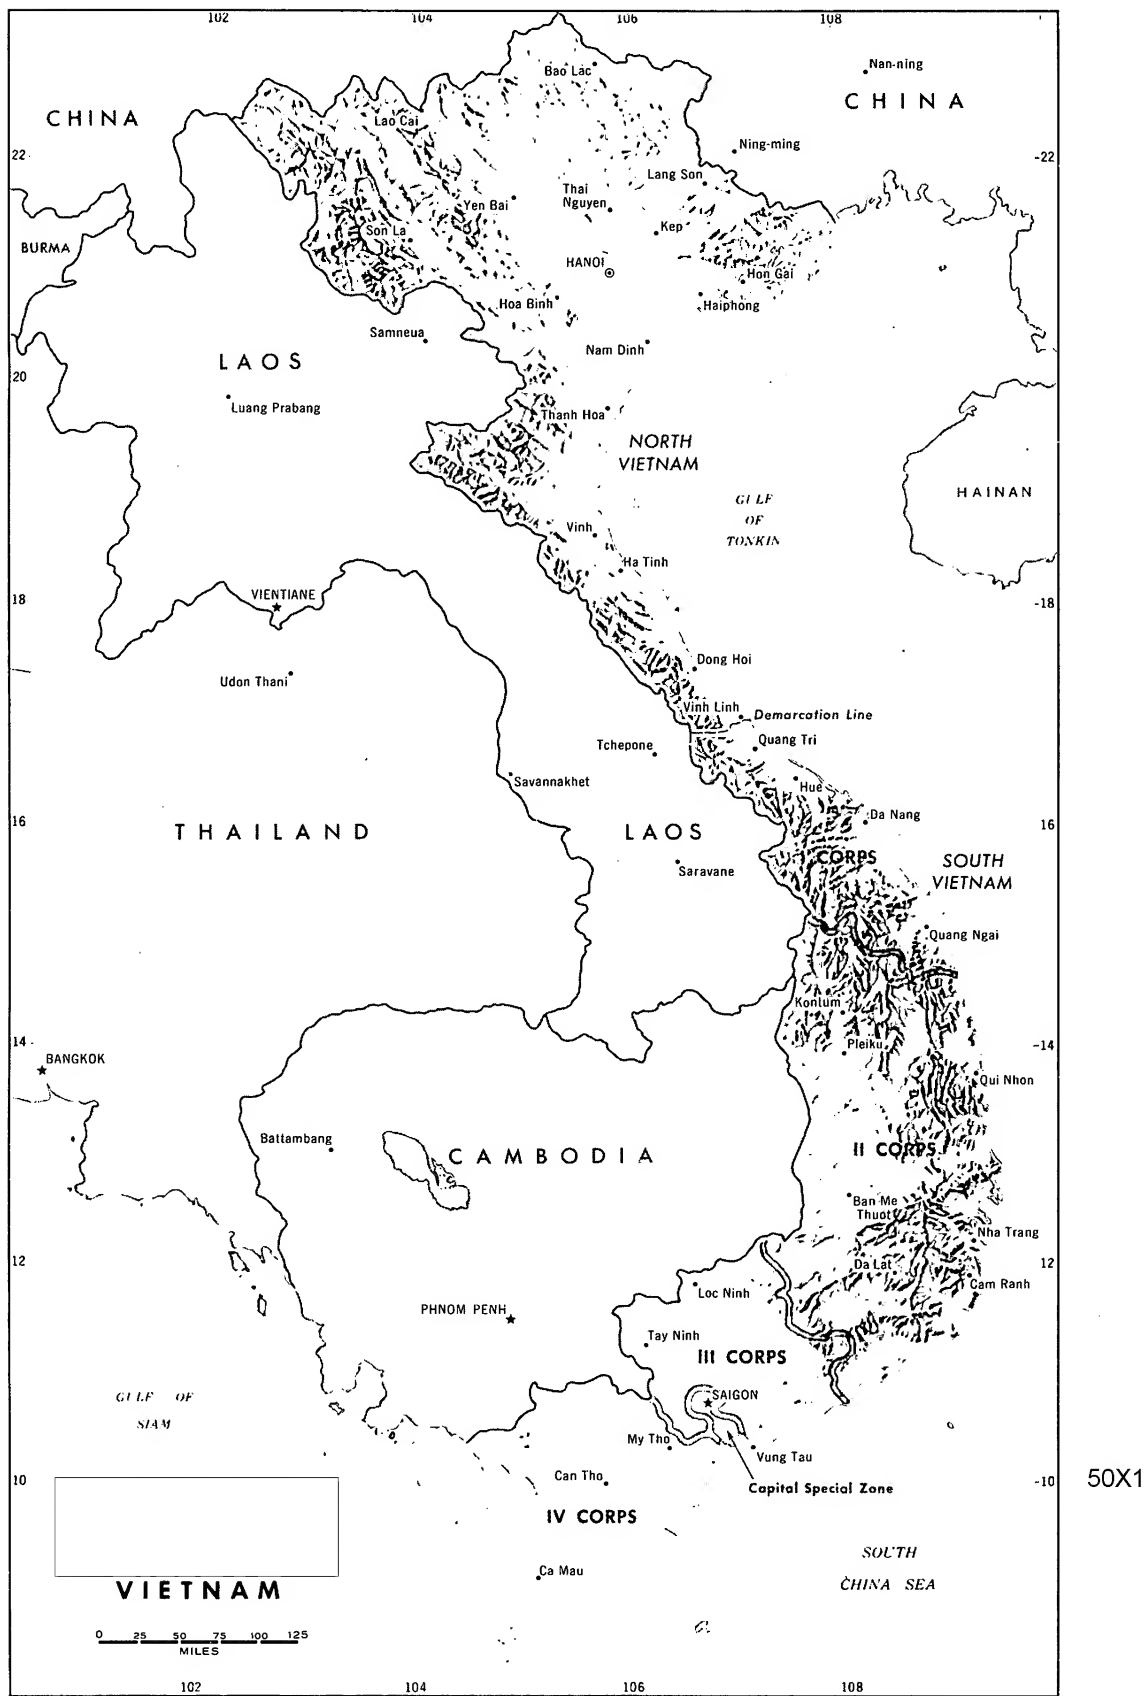 102 104 106 108
Bao Lac
Nan-ning
CHINA
CHINA
Lao Cai
22
Ning-ming
-22
Lang Son
Thai
Nguyen
Yen Bai
Kep
Son La
BURMA
HANOI
Hon Gai
Hoa Binh
Haiphong
Samneua
Nam Dinh
LAOS
20
20
Luang Prabang
Thanh Hoa
NORTH
VIETNAM
HAINAN
GULF
OF
TONKIN
Vinh
Ha Tinh
VIENTIANE
18
-18
Dong Hoi
Udon Thani
Vinh Linh
Demarcation Line
Quang Tri
Tchepone
Savannakhet
Hue
Da Nang
16
16
THAILAND
LAOS
I CORPS
SOUTH
VIETNAM
Saravane
Quang Ngai
Kontum
14
-14
Pleiku
BANGKOK
Qui Nhon
Battambang
CAMBODIA
II CORPS
Ban Me
Thuot
Nha Trang
12
12
Da Lat
Cam Ranh
Loc Ninh
PHNOM PENH
Tay Ninh
III CORPS
GULF OF
SIAM
SAIGON
My Tho
Vung Tau
Can Tho
Capital Special Zone
10
-10
50X1
IV CORPS
SOUTH
CHINA SEA
Ca Mau
VIETNAM
0 25 50 75 100 125
MILES
102 104 106 108